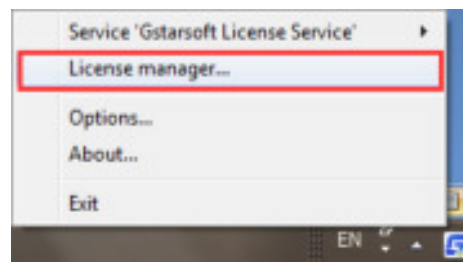 Service 'Gstarsoft License Service'
License manager...
Options...
About...
Exit
EN